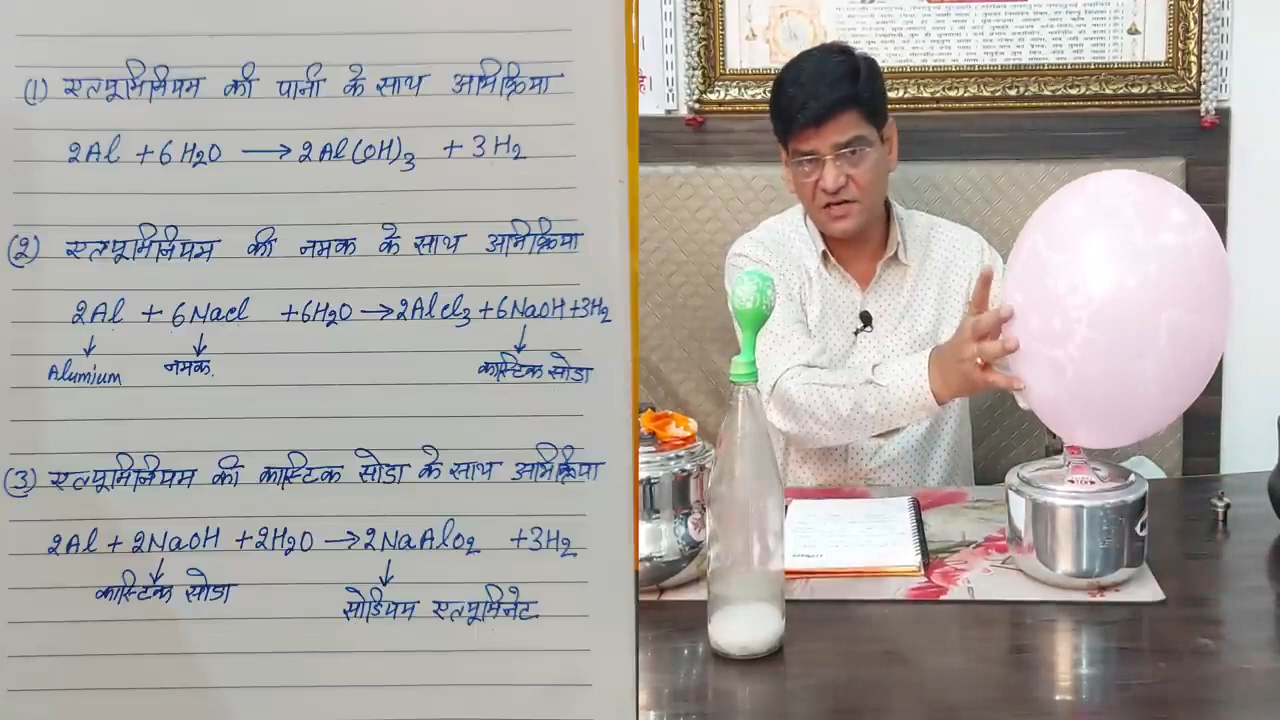 (1) एल्यूमिनियम की पानी के साथ अभिक्रिया
2Al + 6H2O → 2Al(OH)3 + 3H2
(2) एल्यूमिनियम की नमक के साथ अभिक्रिया
2Al + 6Nacl + 6H2O → 2Alcl3 + 6NaOH + 3H2
↓ ↓ ↓
Alumium नमक. कास्टिक सोडा
(3) एल्यूमिनियम की कास्टिक सोडा के साथ अभिक्रिया
2Al + 2NaOH + 2H2O → 2NaAlO2 + 3H2
↓ ↓
कास्टिक सोडा सोडियम एल्यूमिनेट